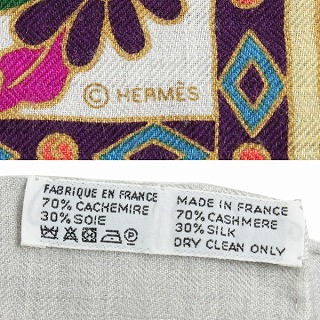 © HERMÈS
FABRIQUE EN FRANCE
70% CACHEMIRE
30% SOIE
MADE IN FRANCE
70% CASHMERE
30% SILK
DRY CLEAN ONLY